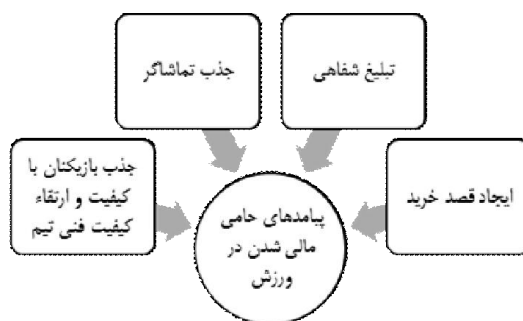 تبلیغ شفاهی
جذب تماشاگر
ایجاد قصد خرید
جذب بازیکنان با
کیفیت و ارتقاء
کیفیت فنی تیم
پیامدهای حامی
مالی شدن در
ورزش